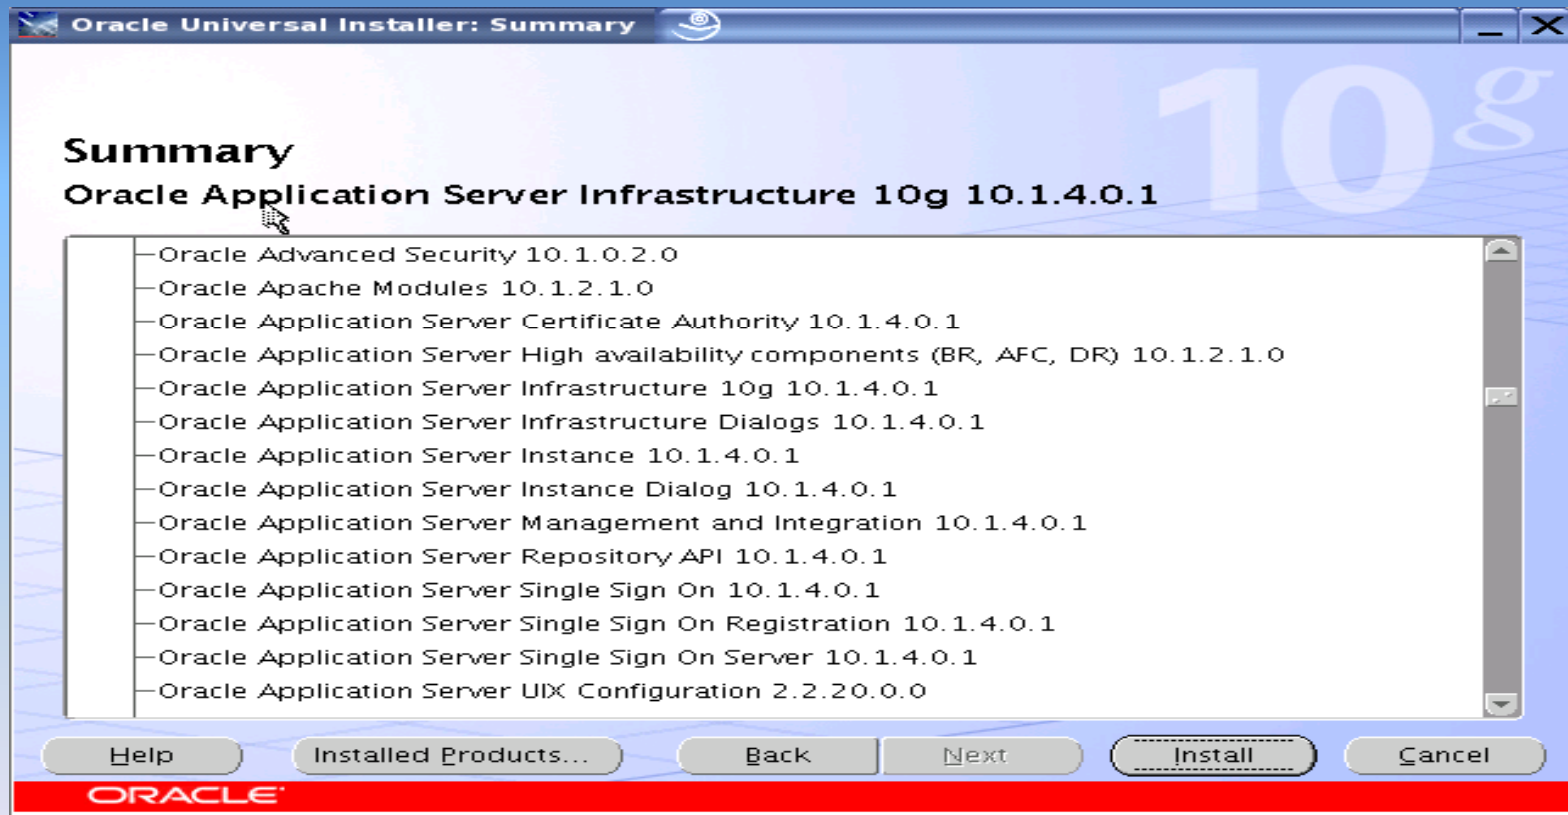 Oracle Universal Installer: Summary
10g
Summary
Oracle Application Server Infrastructure 10g 10.1.4.0.1
Oracle Advanced Security 10.1.0.2.0
Oracle Apache Modules 10.1.2.1.0
Oracle Application Server Certificate Authority 10.1.4.0.1
Oracle Application Server High availability components (BR, AFC, DR) 10.1.2.1.0
Oracle Application Server Infrastructure 10g 10.1.4.0.1
Oracle Application Server Infrastructure Dialogs 10.1.4.0.1
Oracle Application Server Instance 10.1.4.0.1
Oracle Application Server Instance Dialog 10.1.4.0.1
Oracle Application Server Management and Integration 10.1.4.0.1
Oracle Application Server Repository API 10.1.4.0.1
Oracle Application Server Single Sign On 10.1.4.0.1
Oracle Application Server Single Sign On Registration 10.1.4.0.1
Oracle Application Server Single Sign On Server 10.1.4.0.1
Oracle Application Server UIX Configuration 2.2.20.0.0
Help Installed Products... Back Next Install Cancel
ORACLE